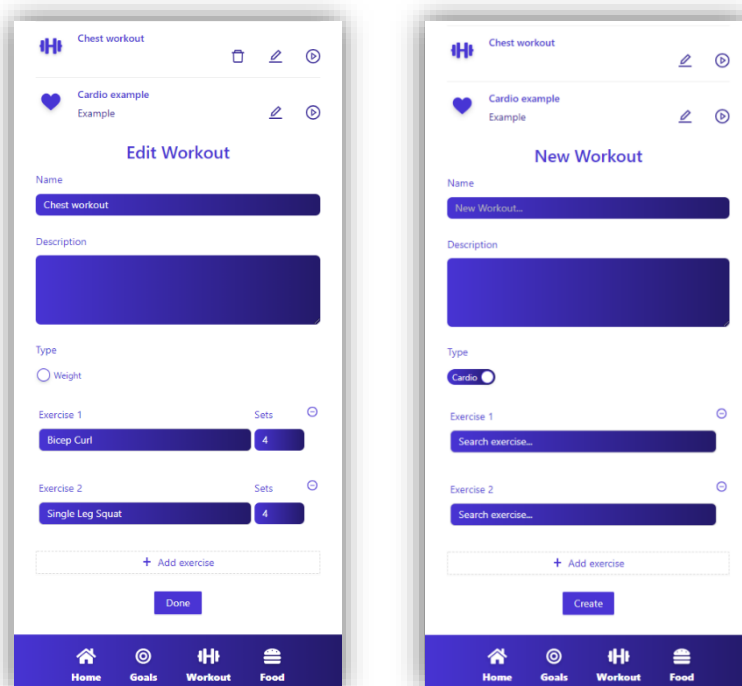 Chest workout
Cardio example
Example
Edit Workout
Name
Chest workout
Description
Type
Weight
Exercise 1 Sets
Bicep Curl 4
Exercise 2 Sets
Single Leg Squat 4
+ Add exercise
Done
Home Goals Workout Food
Chest workout
Cardio example
Example
New Workout
Name
New Workout...
Description
Type
Cardio
Exercise 1
Search exercise...
Exercise 2
Search exercise...
+ Add exercise
Create
Home Goals Workout Food